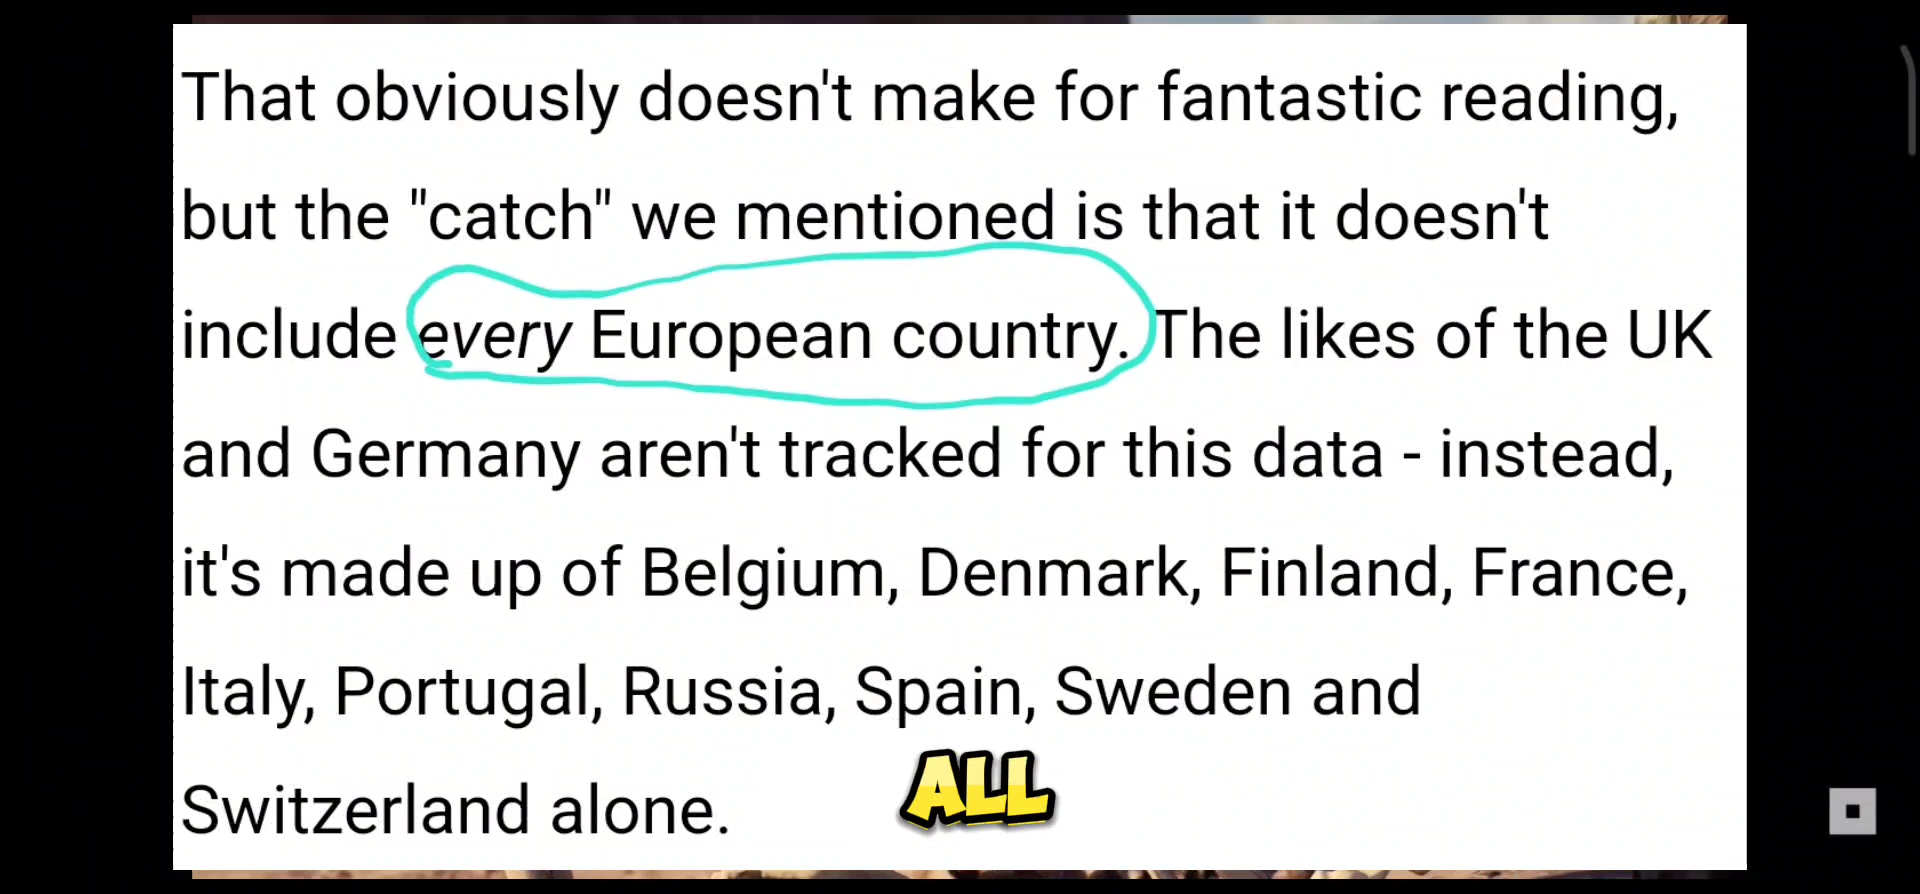 That obviously doesn't make for fantastic reading,
but the "catch" we mentioned is that it doesn't
include every European country. The likes of the UK
and Germany aren't tracked for this data - instead,
it's made up of Belgium, Denmark, Finland, France,
Italy, Portugal, Russia, Spain, Sweden and
Switzerland alone.
ALL